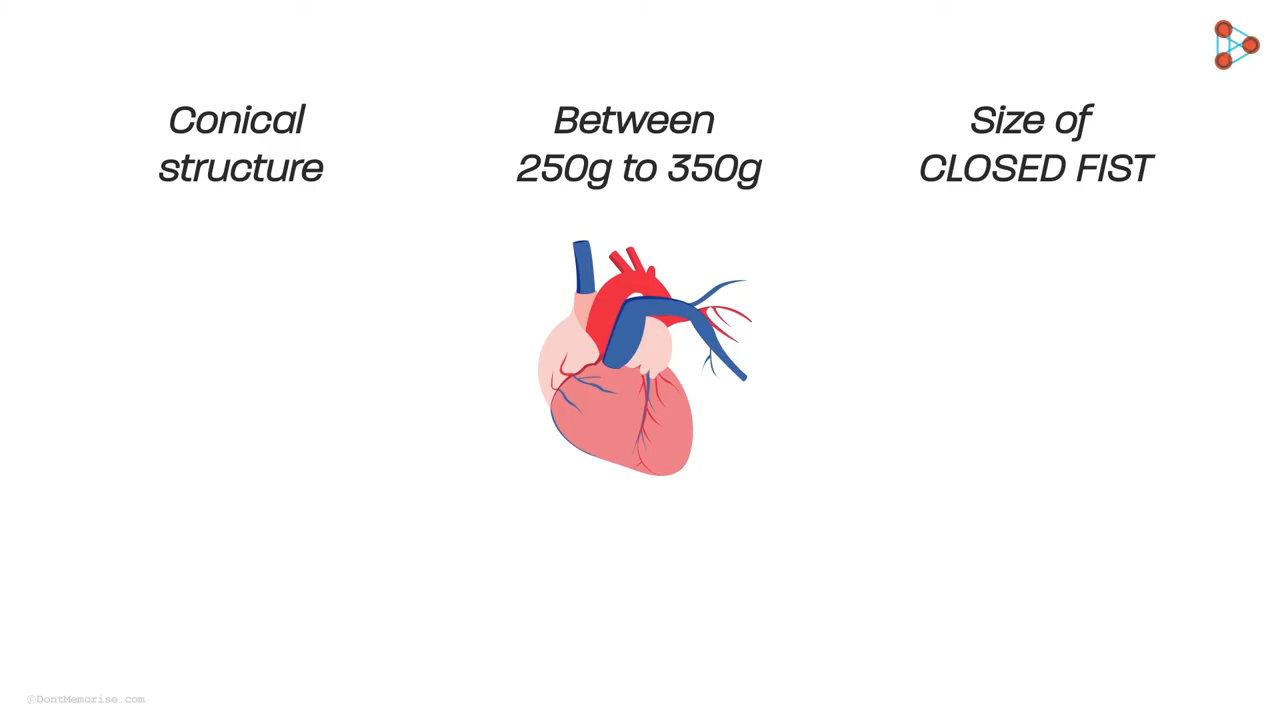 Conical
structure
Between
250g to 350g
Size of
CLOSED FIST
©DontMemorise.com